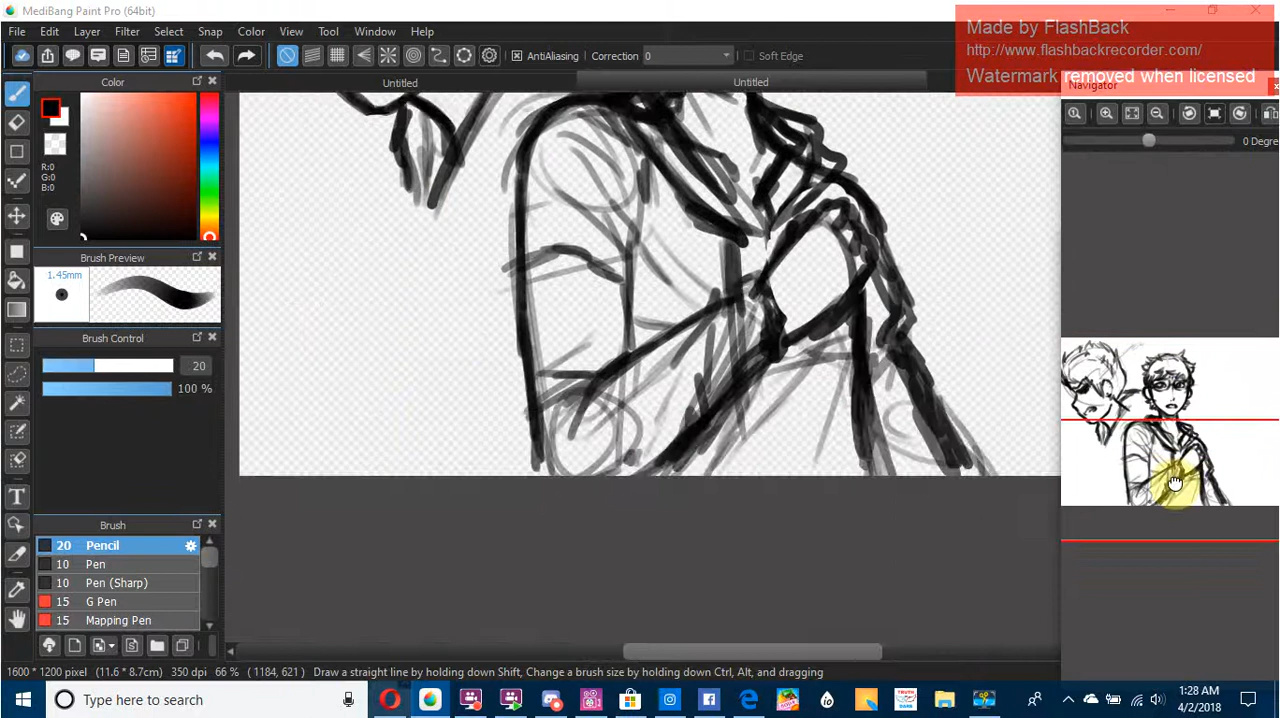 MediBang Paint Pro (64bit)
Made by FlashBack
http://www.flashbackrecorder.com/
Watermark removed when licensed
File Edit Layer Filter Select Snap Color View Tool Window Help
AntiAliasing Correction 0 Soft Edge
Color
Untitled
Untitled
Navigator
R:0
G:0
B:0
0 Degree
Brush Preview
1.45mm
Brush Control
20
100 %
Brush
20 Pencil
10 Pen
10 Pen (Sharp)
15 G Pen
15 Mapping Pen
1600 * 1200 pixel (11.6 * 8.7cm) 350 dpi 66 % (1184, 621) Draw a straight line by holding down Shift, Change a brush size by holding down Ctrl, Alt, and dragging
Type here to search
1:28 AM
4/2/2018